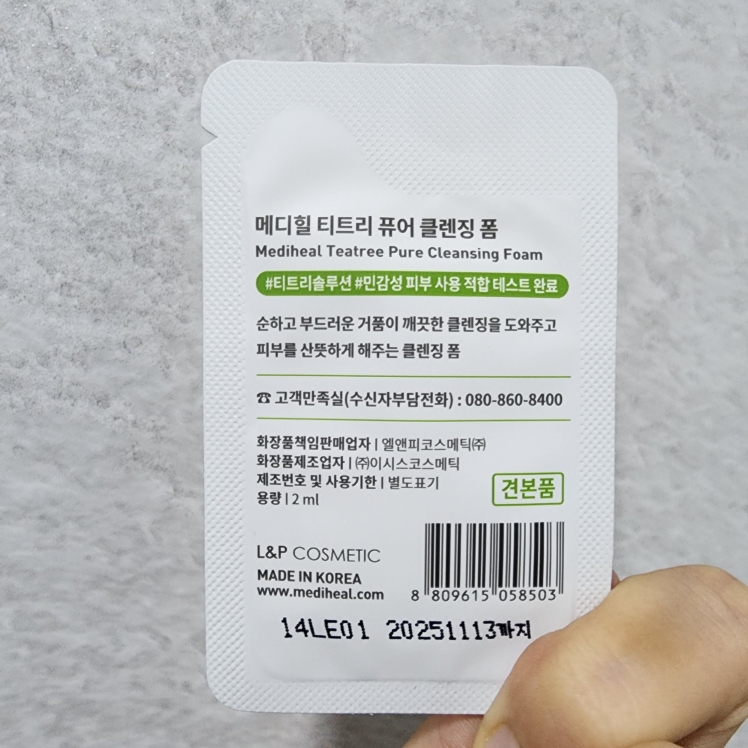 메디힐 티트리 퓨어 클렌징 폼
Mediheal Teatree Pure Cleansing Foam
#티트리솔루션 #민감성 피부 사용 적합 테스트 완료
순하고 부드러운 거품이 깨끗한 클렌징을 도와주고
피부를 산뜻하게 해주는 클렌징 폼
☎ 고객만족실(수신자부담전화) : 080-860-8400
화장품책임판매업자 | 엘앤피코스메틱㈜
화장품제조업자 | ㈜이시스코스메틱
제조번호 및 사용기한 | 별도표기
용량 | 2 ml
견본품
L&P COSMETIC
MADE IN KOREA
www.mediheal.com
8 809615 058503
14LE01 20251113까지